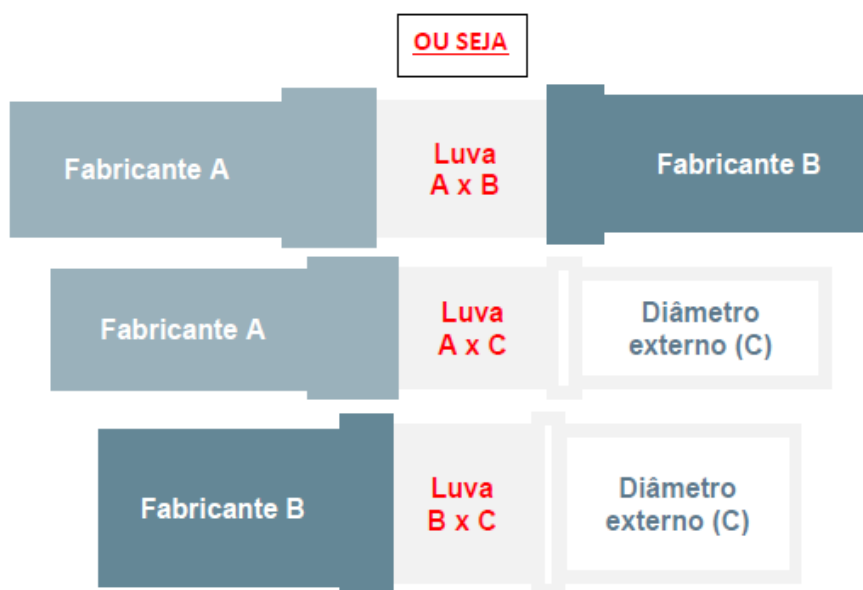 OU SEJA
Fabricante A
Luva
A x B
Fabricante B
Fabricante A
Luva
A x C
Diâmetro
externo (C)
Fabricante B
Luva
B x C
Diâmetro
externo (C)